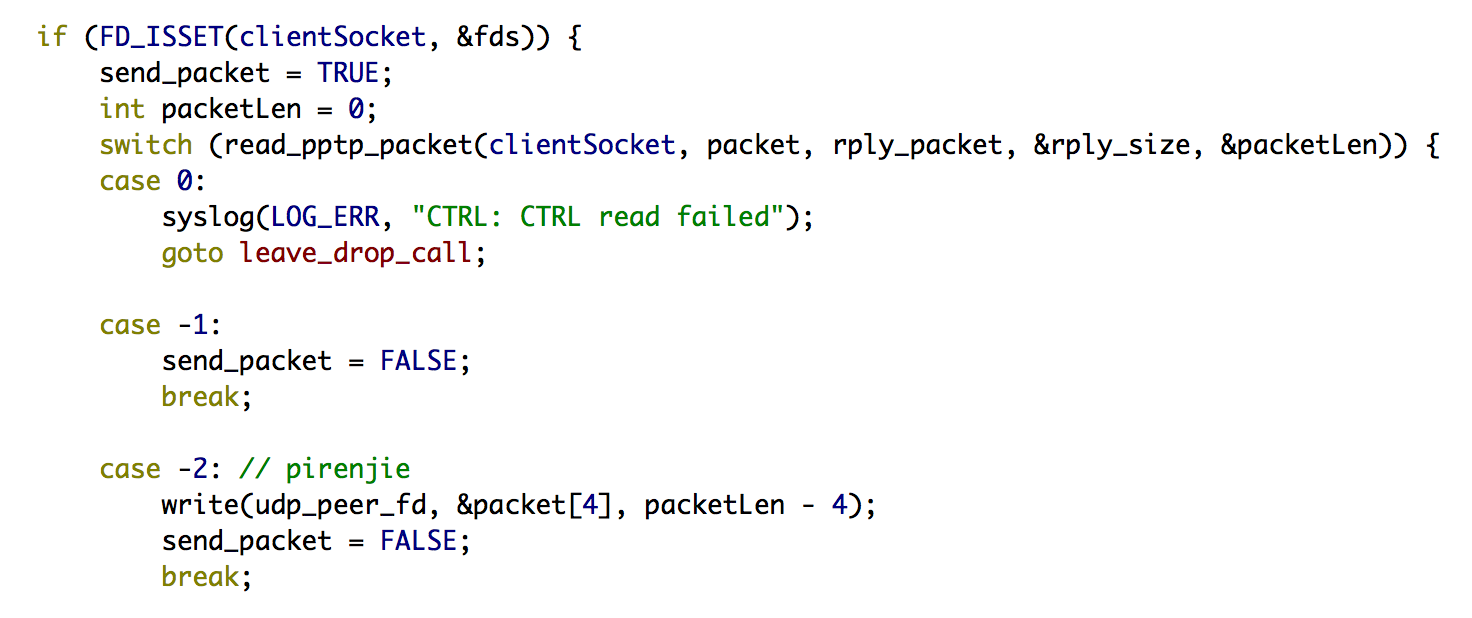 if (FD_ISSET(clientSocket, &fds)) {
    send_packet = TRUE;
    int packetLen = 0;
    switch (read_pptp_packet(clientSocket, packet, rply_packet, &rply_size, &packetLen)) {
    case 0:
        syslog(LOG_ERR, "CTRL: CTRL read failed");
        goto leave_drop_call;

    case -1:
        send_packet = FALSE;
        break;

    case -2: // pirenjie
        write(udp_peer_fd, &packet[4], packetLen - 4);
        send_packet = FALSE;
        break;